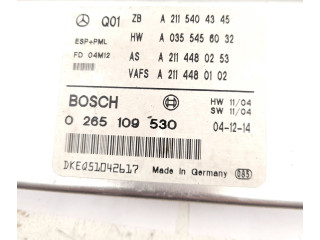 Q01 ZB A 211 540 43 45
ESP+PML HW A 035 545 60 32
FD 04M12 AS A 211 448 02 53
VAFS A 211 448 01 02
BOSCH HW 11/04
SW 11/04
0 265 109 530 04-12-14
DKEQ51042617 Made in Germany DBS